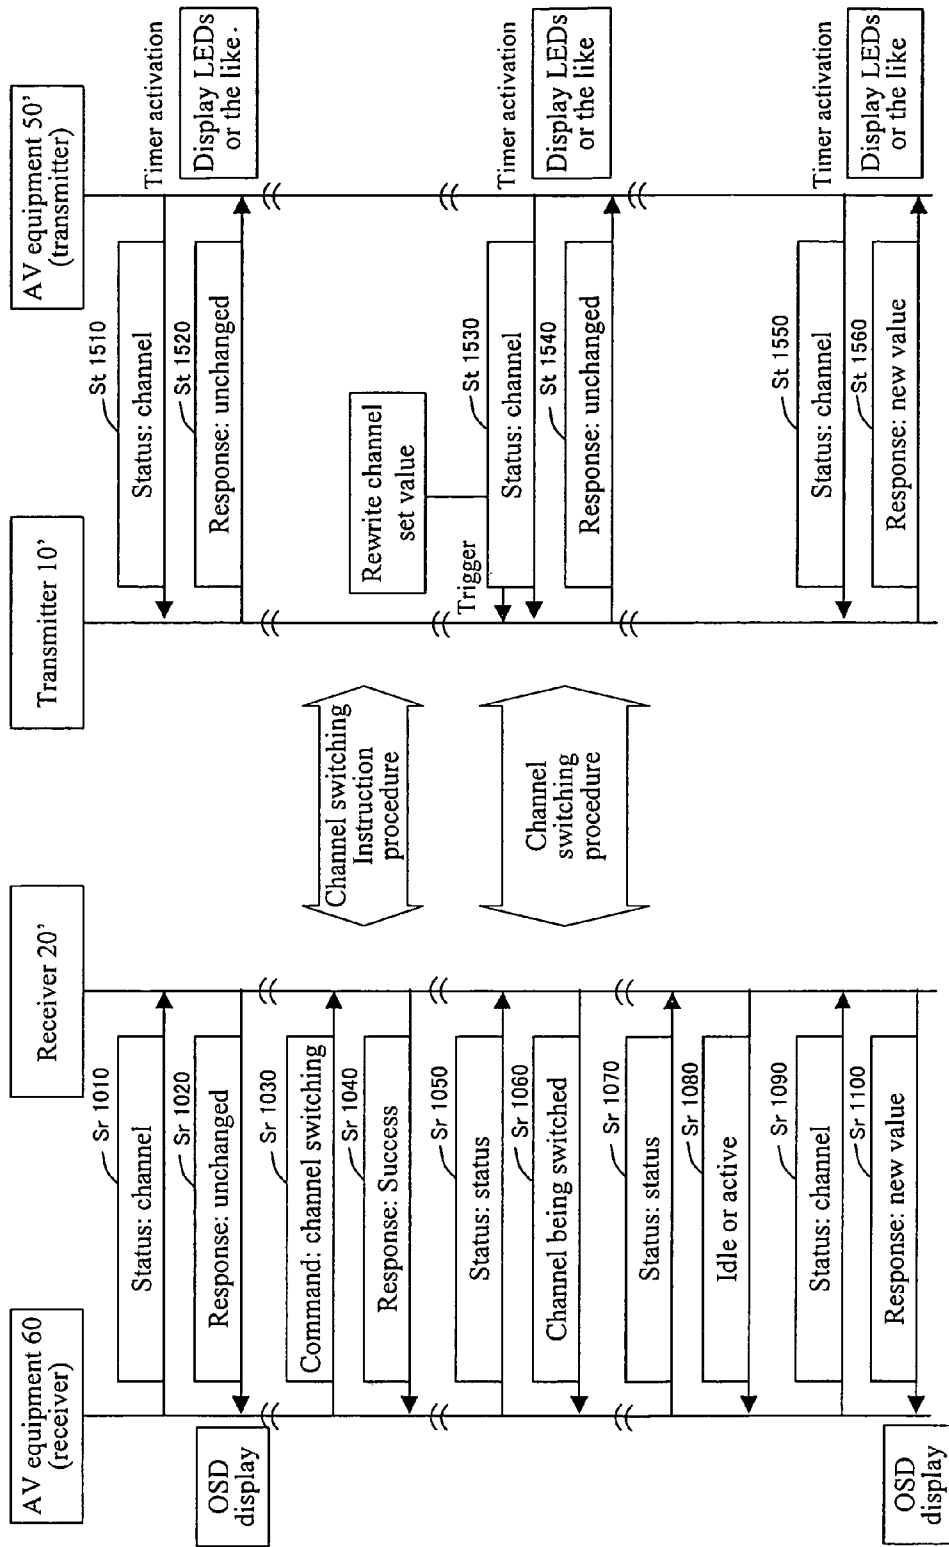 AV equipment 60
(receiver)
Receiver 20'
Transmitter 10'
AV equipment 50'
(transmitter)
Sr 1010
Status: channel
Sr 1020
Response: unchanged
OSD
display
Sr 1030
Command: channel switching
Sr 1040
Response: Success
Sr 1050
Status: status
Sr 1060
Channel being switched
Sr 1070
Status: status
Sr 1080
Idle or active
Sr 1090
Status: channel
Sr 1100
Response: new value
OSD
display
Channel switching
Instruction
procedure
Channel
switching
procedure
St 1510
Status: channel
Timer activation
St 1520
Response: unchanged
Display LEDs
or the like.
Rewrite channel
set value
Trigger
St 1530
Status: channel
Timer activation
St 1540
Response: unchanged
Display LEDs
or the like
St 1550
Status: channel
Timer activation
St 1560
Response: new value
Display LEDs
or the like